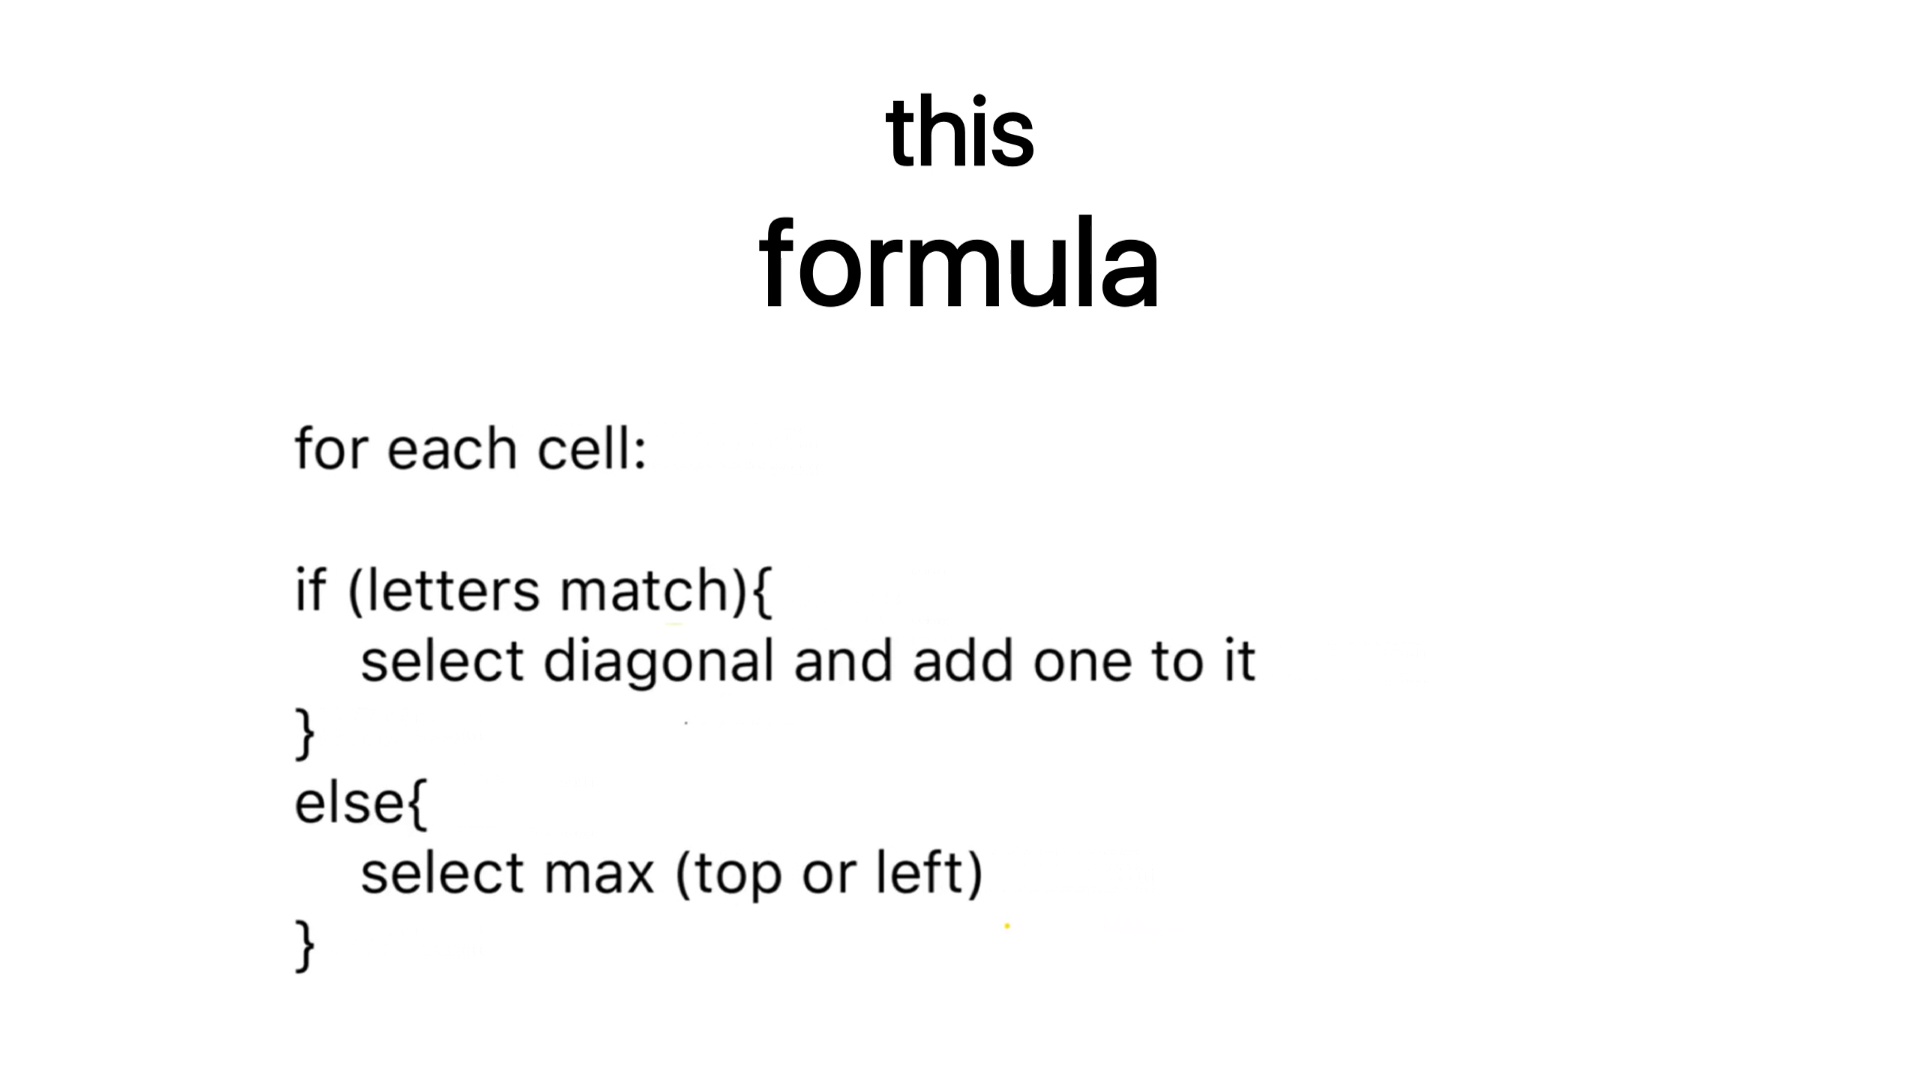 this
formula
for each cell:
if (letters match){
select diagonal and add one to it
}
else{
select max (top or left)
}